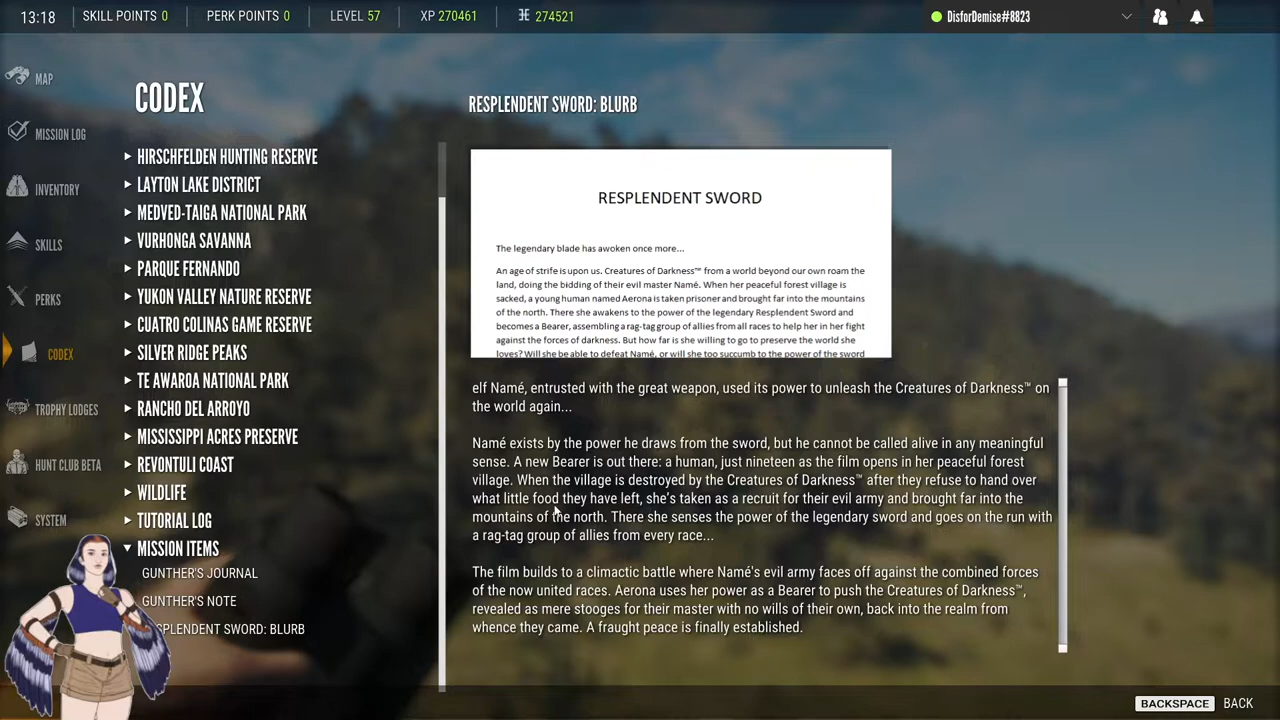 13:18 SKILL POINTS 0 PERK POINTS 0 LEVEL 57 XP 270461 274521 DisforDemise#8823
MAP
MISSION LOG
INVENTORY
SKILLS
PERKS
CODEX
TROPHY LODGES
HUNT CLUB BETA
SYSTEM
CODEX
HIRSCHFELDEN HUNTING RESERVE
LAYTON LAKE DISTRICT
MEDVED-TAIGA NATIONAL PARK
VURHONGA SAVANNA
PARQUE FERNANDO
YUKON VALLEY NATURE RESERVE
CUATRO COLINAS GAME RESERVE
SILVER RIDGE PEAKS
TE AWAROA NATIONAL PARK
RANCHO DEL ARROYO
MISSISSIPPI ACRES PRESERVE
REVONTULI COAST
WILDLIFE
TUTORIAL LOG
MISSION ITEMS
GUNTHER'S JOURNAL
GUNTHER'S NOTE
SPLENDENT SWORD: BLURB
RESPLENDENT SWORD: BLURB
RESPLENDENT SWORD
The legendary blade has awoken once more...
An age of strife is upon us. Creatures of Darkness™ from a world beyond our own roam the
land, doing the bidding of their evil master Namé. When her peaceful forest village is
sacked, a young human named Aerona is taken prisoner and brought far into the mountains
of the north. There she awakens to the power of the legendary Resplendent Sword and
becomes a Bearer, assembling a rag-tag group of allies from all races to help her in her fight
against the forces of darkness. But how far is she willing to go to preserve the world she
loves? Will she be able to defeat Namé, or will she too succumb to the power of the sword
elf Namé, entrusted with the great weapon, used its power to unleash the Creatures of Darkness™ on
the world again...
Namé exists by the power he draws from the sword, but he cannot be called alive in any meaningful
sense. A new Bearer is out there: a human, just nineteen as the film opens in her peaceful forest
village. When the village is destroyed by the Creatures of Darkness™ after they refuse to hand over
what little food they have left, she's taken as a recruit for their evil army and brought far into the
mountains of the north. There she senses the power of the legendary sword and goes on the run with
a rag-tag group of allies from every race...
The film builds to a climactic battle where Namé's evil army faces off against the combined forces
of the now united races. Aerona uses her power as a Bearer to push the Creatures of Darkness™,
revealed as mere stooges for their master with no wills of their own, back into the realm from
whence they came. A fraught peace is finally established.
BACKSPACE BACK